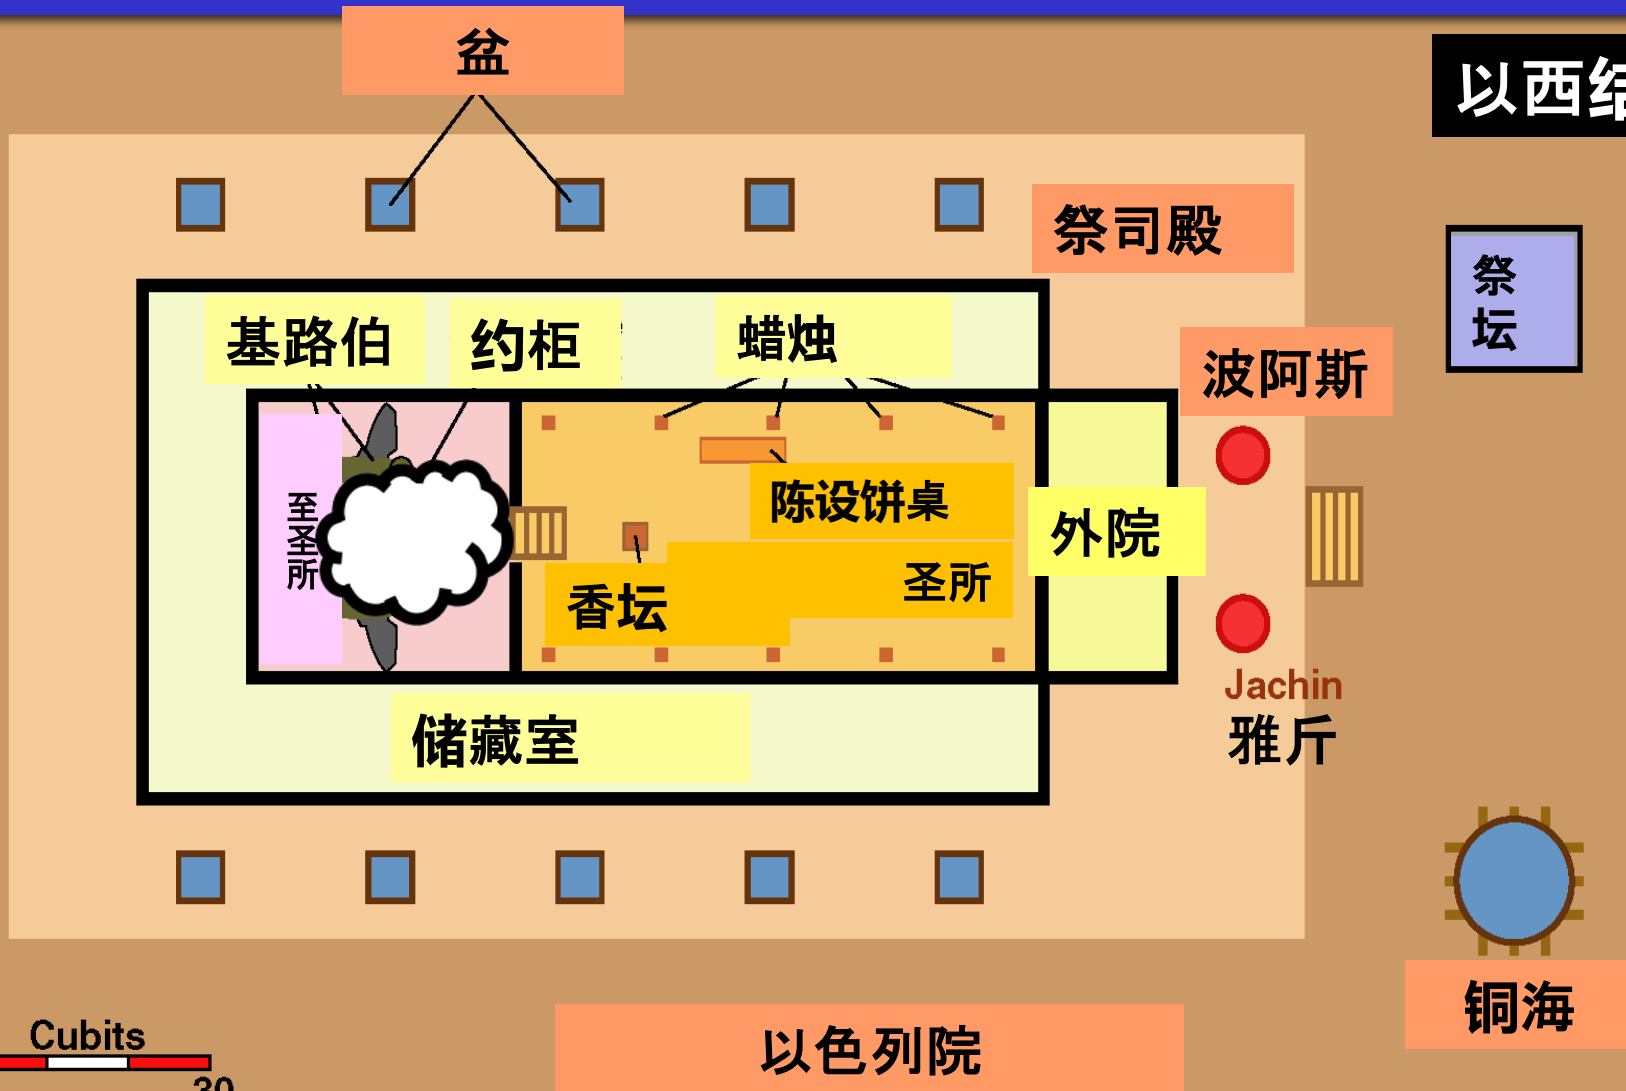 盆
以西结
祭司殿
祭
坛
基路伯
约柜
蜡烛
波阿斯
至
圣
所
陈设饼桌
外院
圣所
香坛
Jachin
雅斤
储藏室
铜海
Cubits
30
以色列院